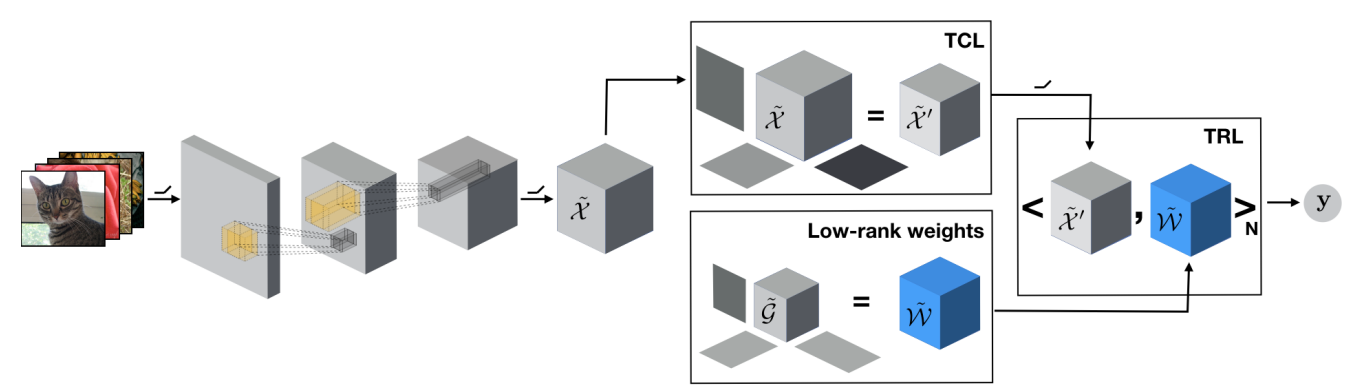 TCL
X̃ = X̃′
TRL
X̃
< X̃′ , W̃ >N
y
Low-rank weights
G̃ = W̃